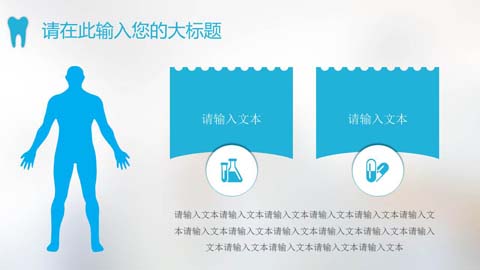 请在此输入您的大标题
请输入文本
请输入文本
请输入文本请输入文本请输入文本请输入文本请输入文本请输入文
本请输入文本请输入文本请输入文本请输入文本请输入文本请输入
文本请输入文本请输入文本请输入文本请输入文本